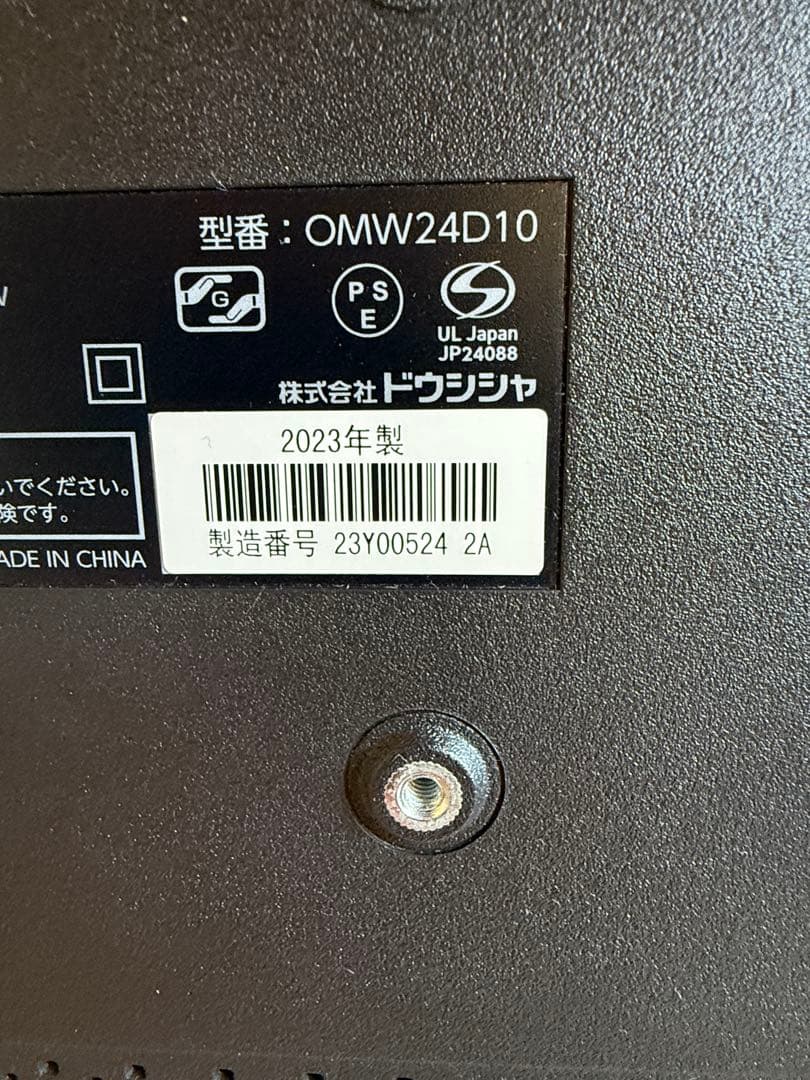 型番：OMW24D10
G
PS
E
UL Japan
JP24088
株式会社ドウシシャ
2023年製
いでください。
険です。
製造番号 23Y00524 2A
ADE IN CHINA